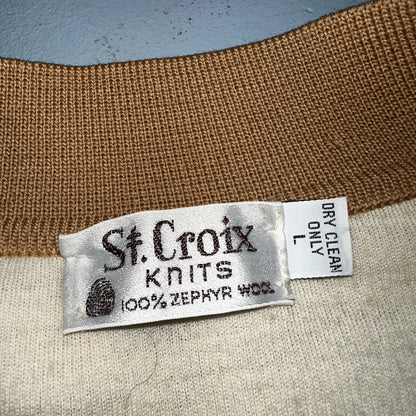 St. Croix
KNITS
100% ZEPHYR WOOL
DRY CLEAN
ONLY
L